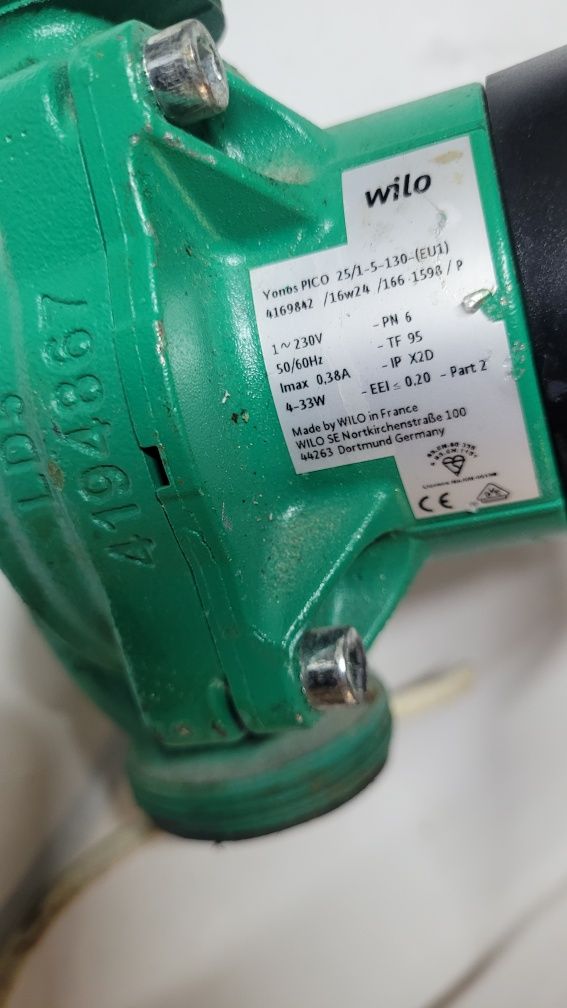 wilo
Yonos PICO 25/1-5-130-(EU1)
4169842 /16w24 /166 1598 / P
1~230V
50/60Hz
Imax 0,38A
4-33W
- PN 6
- TF 95
- IP X2D
- EEI ≤ 0.20 - Part 2
Made by WILO in France
WILO SE Nortkirchenstraße 100
44263 Dortmund Germany
CE
4194867